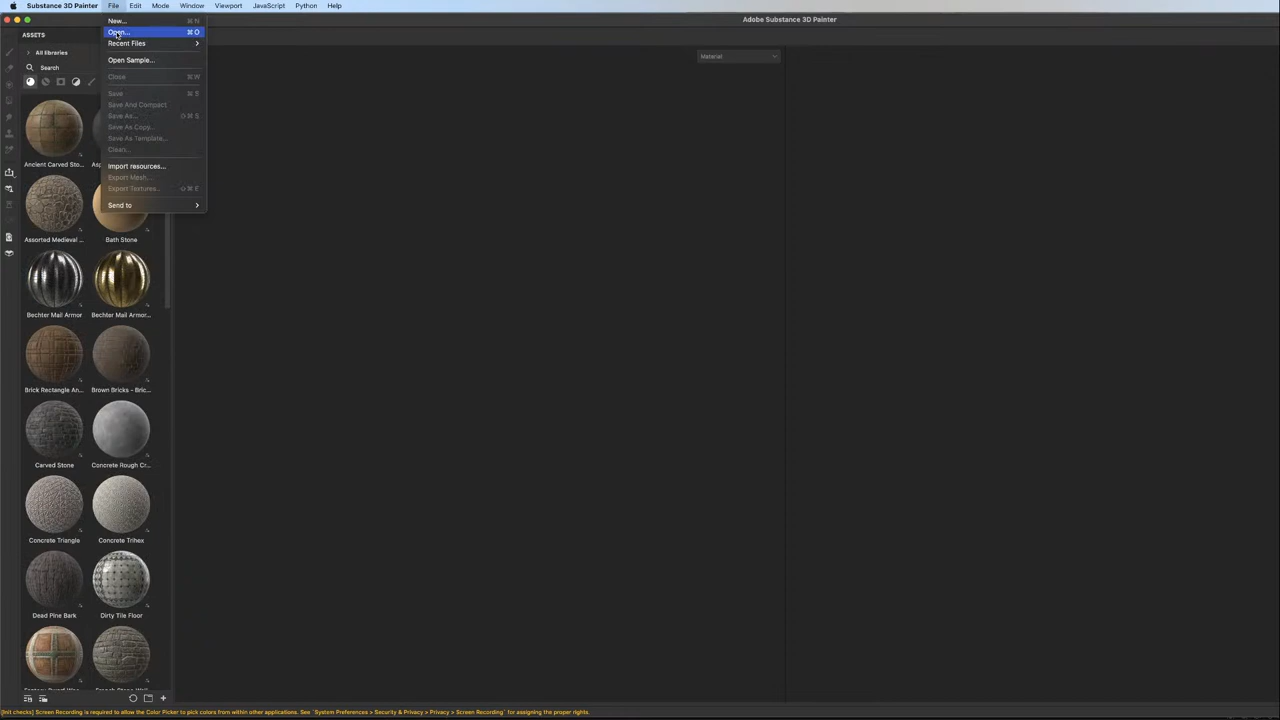 Substance 3D Painter File Edit Mode Window Viewport JavaScript Python Help
Adobe Substance 3D Painter
New... ⌘ N
Open... ⌘ O
Recent Files
Open Sample...
Close ⌘ W
Save ⌘ S
Save And Compact
Save As... ⇧ ⌘ S
Save As Copy...
Save As Template...
Clean...
Import resources...
Export Mesh...
Export Textures... ⇧ ⌘ E
Send to
ASSETS
All libraries
Search
Material
Ancient Carved Sto...
Assorted Medieval ... Bath Stone
Bechter Mail Armor Bechter Mail Armor...
Brick Rectangle An... Brown Bricks - Bric...
Carved Stone Concrete Rough Cr...
Concrete Triangle Concrete Trihex
Dead Pine Bark Dirty Tile Floor
[Init checks] Screen Recording is required to allow the Color Picker to pick colors from within other applications. See `System Preferences > Security & Privacy > Privacy > Screen Recording` for assigning the proper rights.